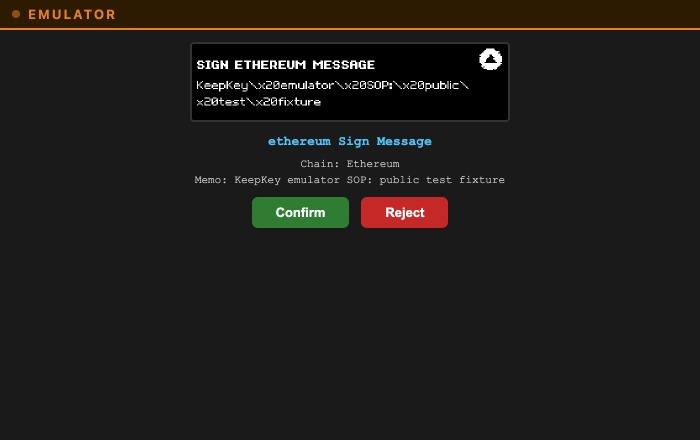 EMULATOR
SIGN ETHEREUM MESSAGE
KeepKey\x20emulator\x20SOP:\x20public\
x20test\x20fixture
ethereum Sign Message
Chain: Ethereum
Memo: KeepKey emulator SOP: public test fixture
Confirm Reject